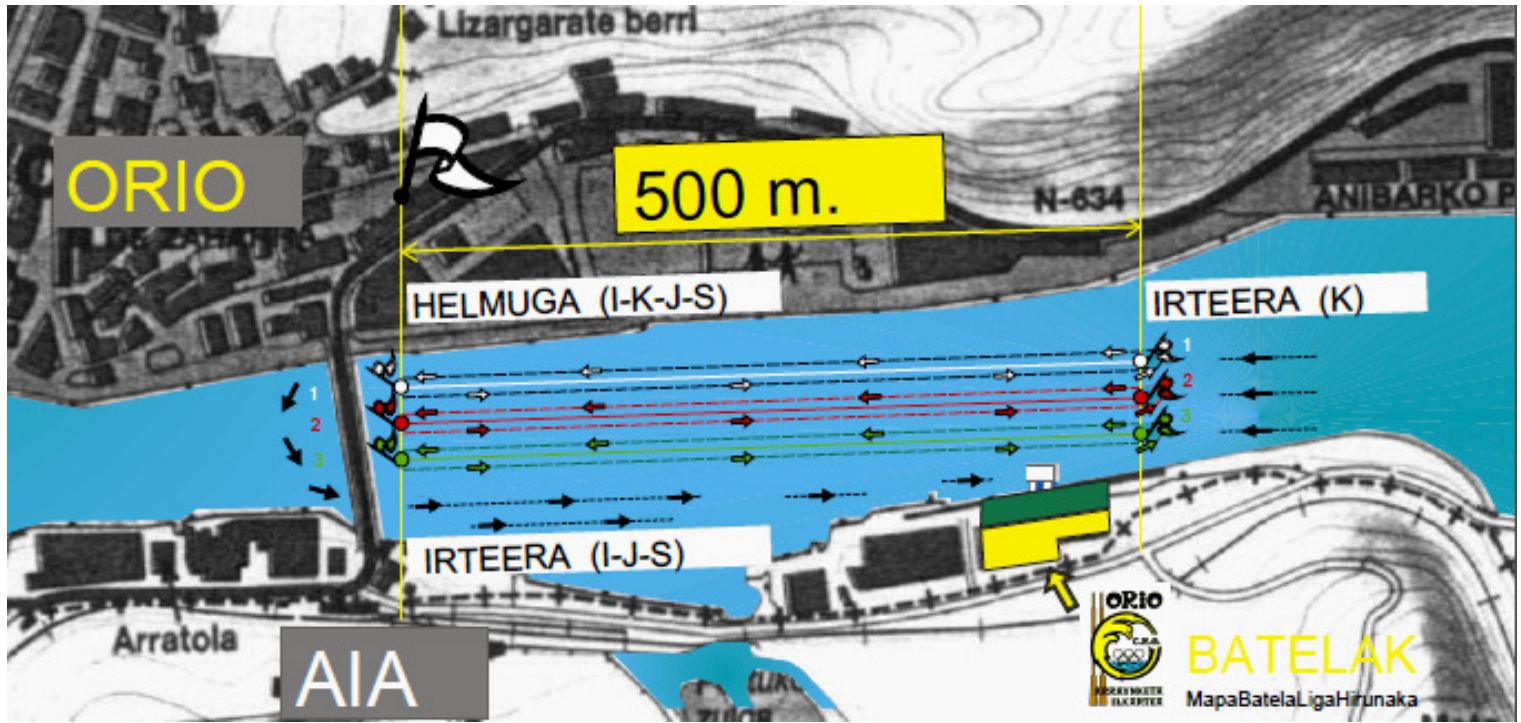 Lizargarate berri
ORIO
500 m.
N-634
ANIBARKO P
HELMUGA (I-K-J-S)
IRTEERA (K)
1
2
3
1
2
3
IRTEERA (I-J-S)
Arratola
AIA
ORIO
C.R.O.
BATELAK
MapaBatelaLigaHirunaka